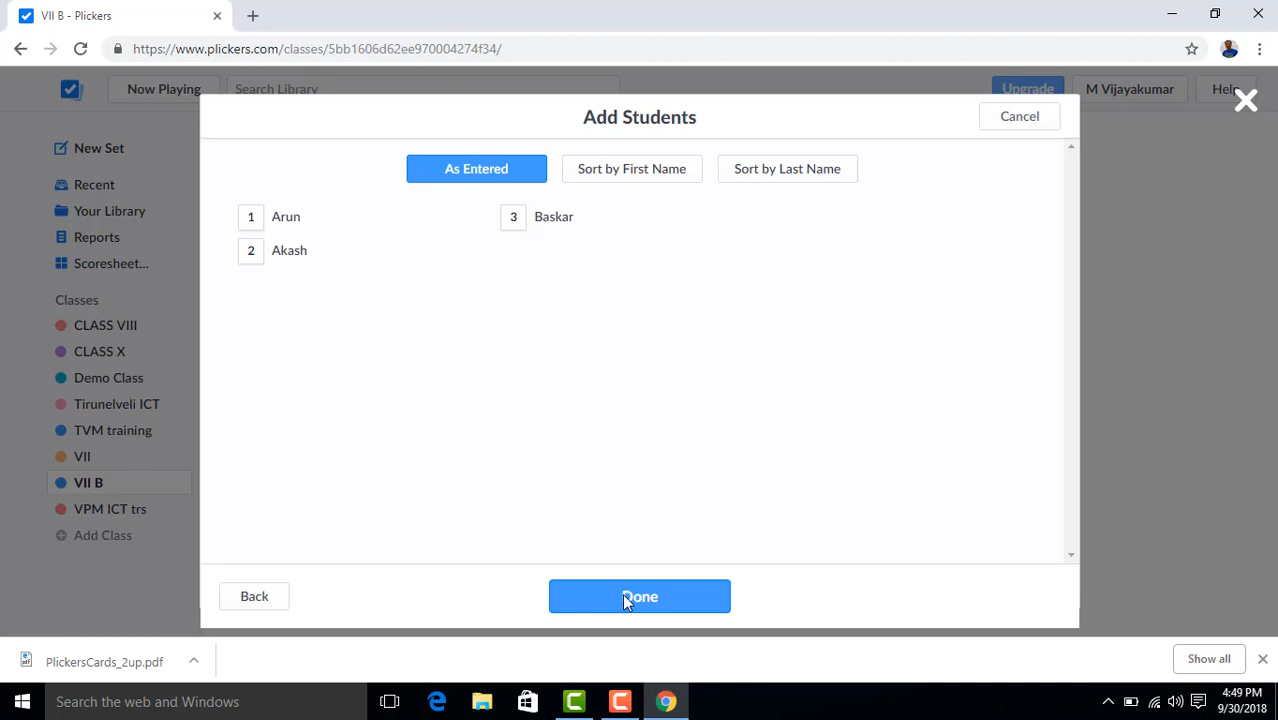 VII B - Plickers
https://www.plickers.com/classes/5bb1606d62ee970004274f34/
Now Playing
Search Library
Upgrade
M Vijayakumar
Help
Add Students
Cancel
New Set
Recent
Your Library
Reports
Scoresheet...
Classes
CLASS VIII
CLASS X
Demo Class
Tirunelveli ICT
TVM training
VII
VII B
VPM ICT trs
Add Class
As Entered
Sort by First Name
Sort by Last Name
1 Arun
2 Akash
3 Baskar
Back
Done
PlickersCards_2up.pdf
Show all
Search the web and Windows
4:49 PM
9/30/2018